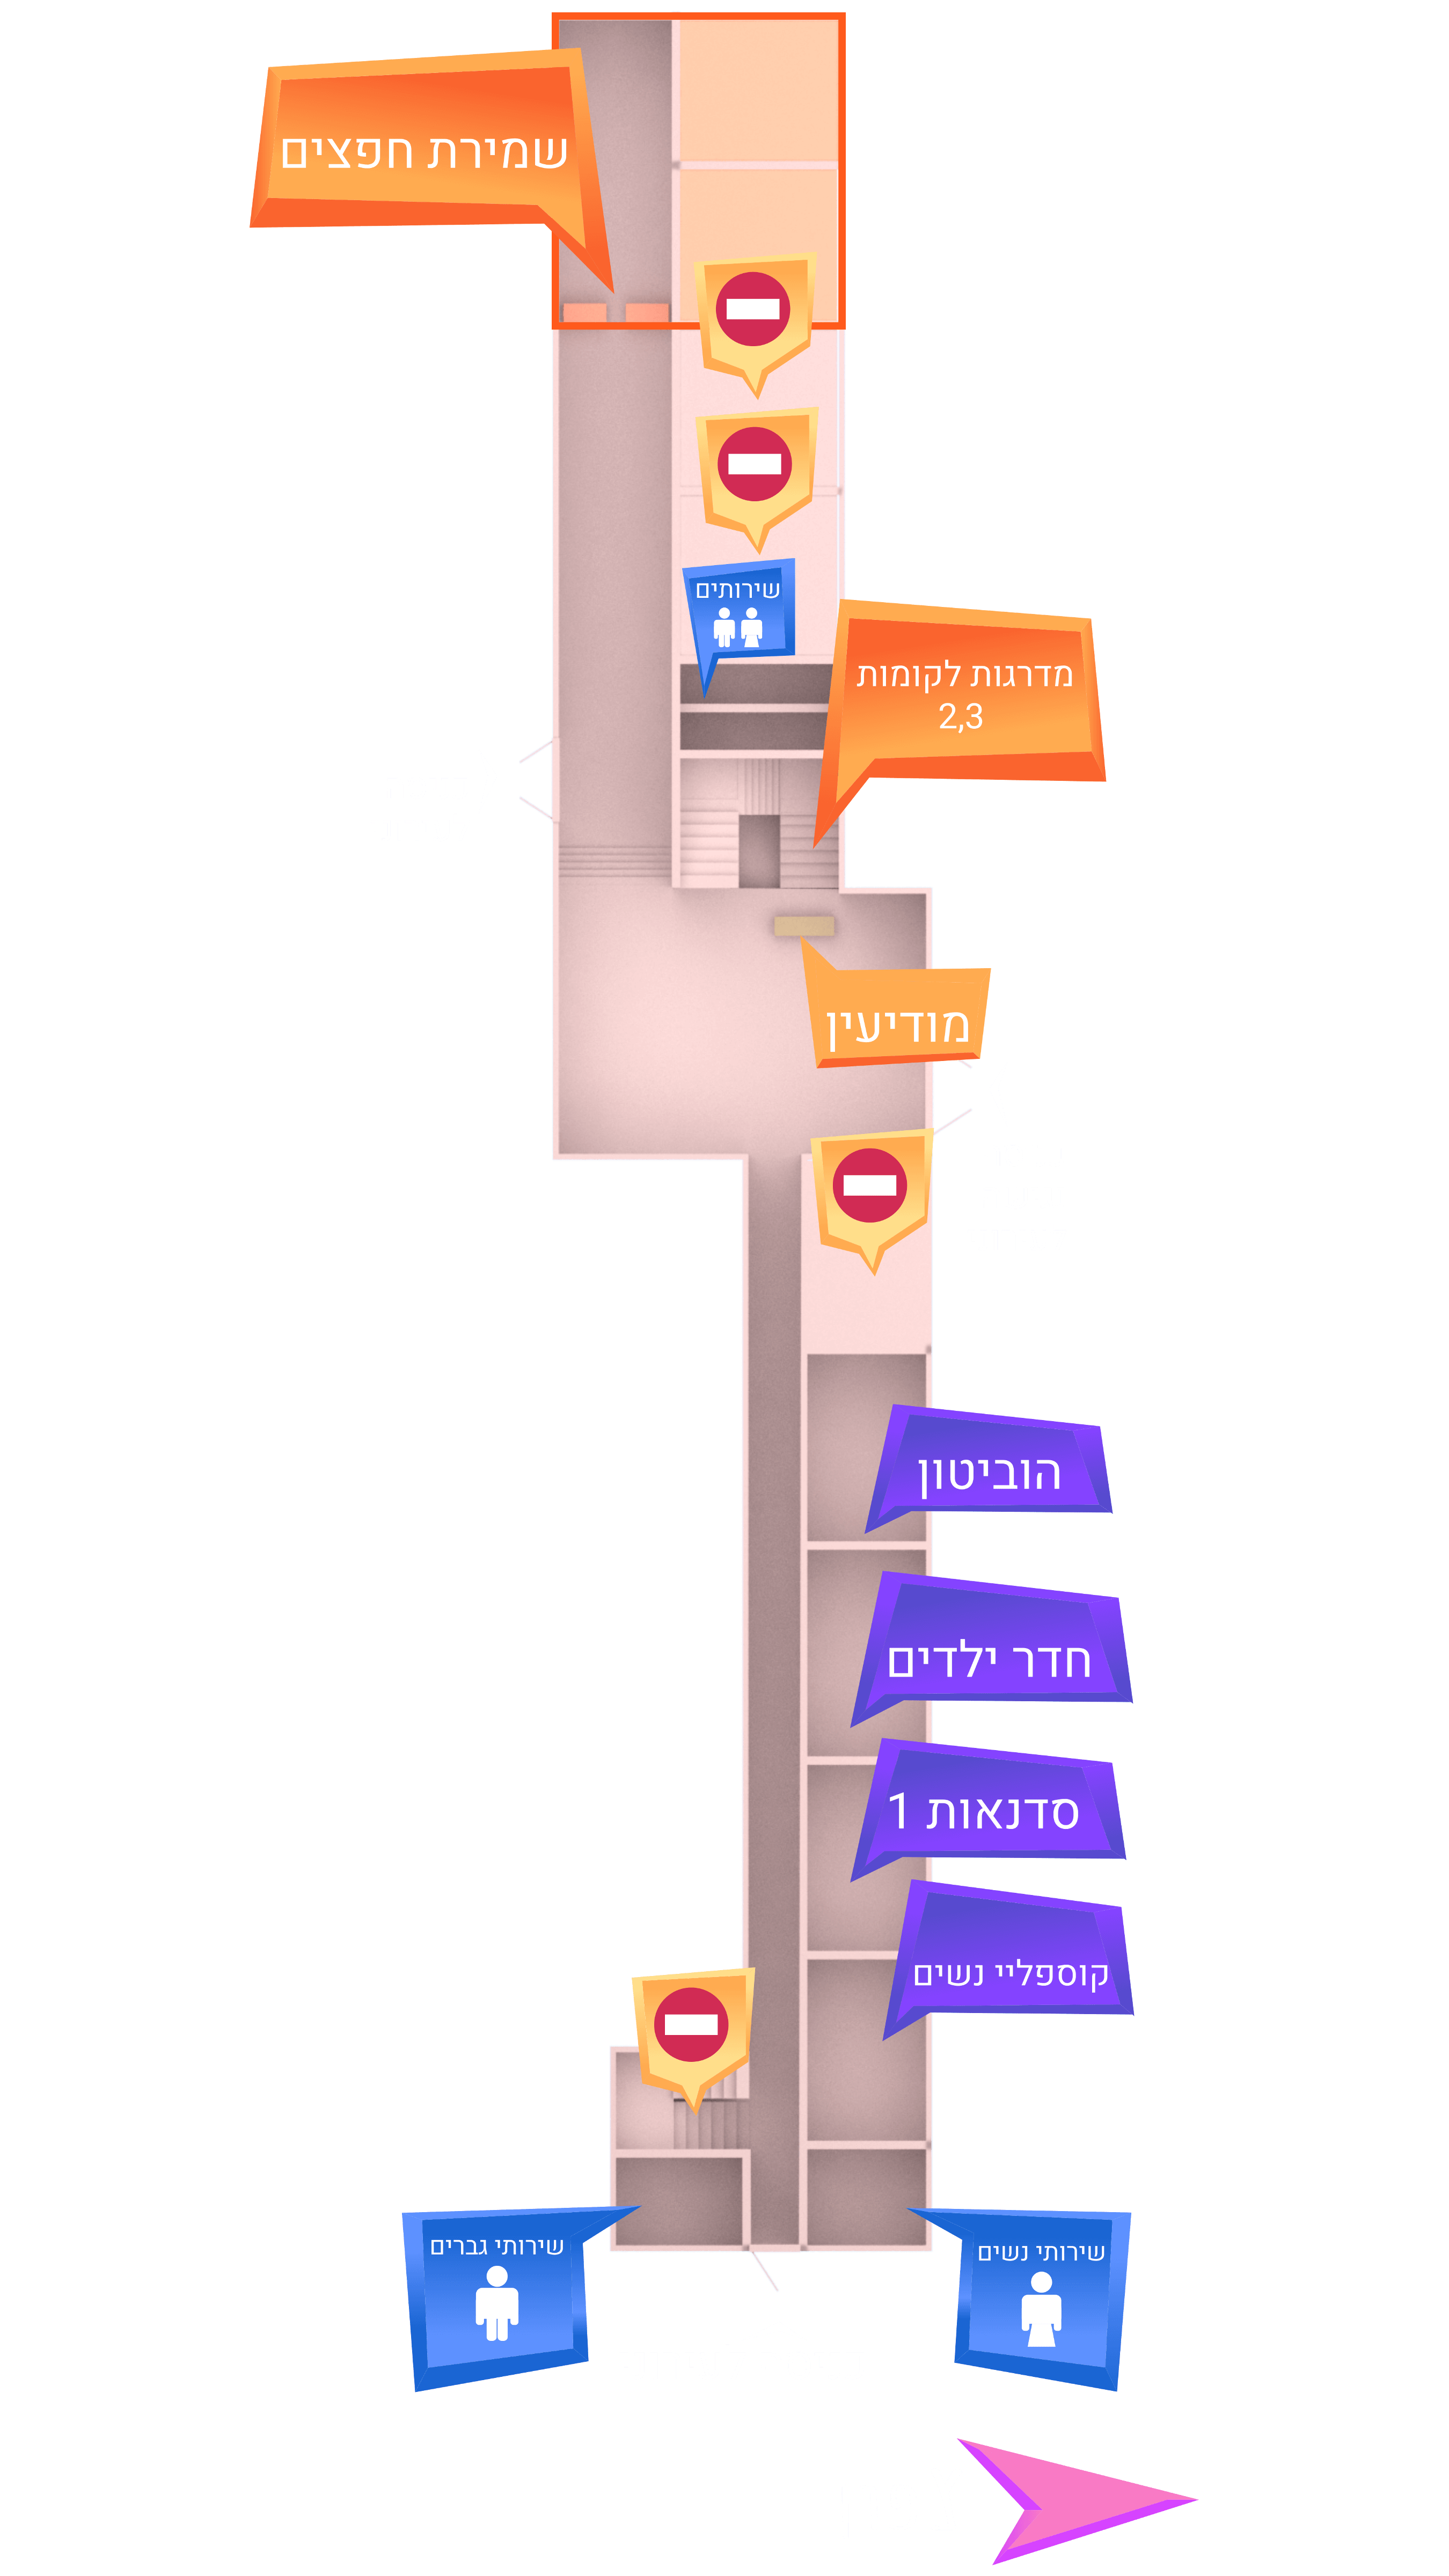 שמירת חפצים
שירותים
מדרגות לקומות
2,3
מודיעין
הוביטון
חדר ילדים
סדנאות 1
קוספליי נשים
שירותי גברים
שירותי נשים